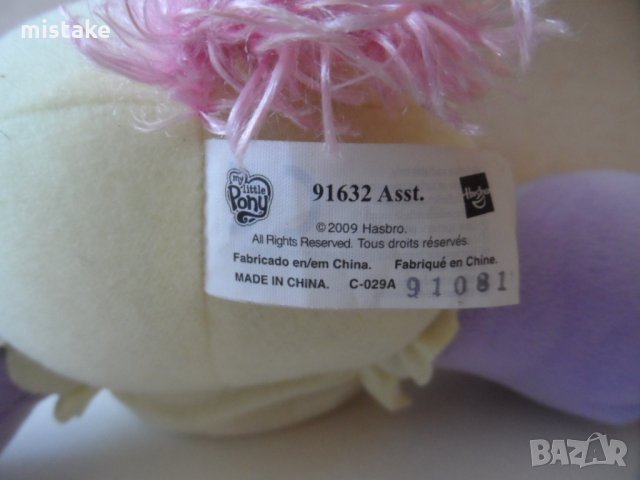 mistake
my little Pony
91632 Asst.
Hasbro
© 2009 Hasbro.
All Rights Reserved. Tous droits réservés.
Fabricado en/em China. Fabriqué en Chine.
MADE IN CHINA. C-029A 91081
BAZAR
bg